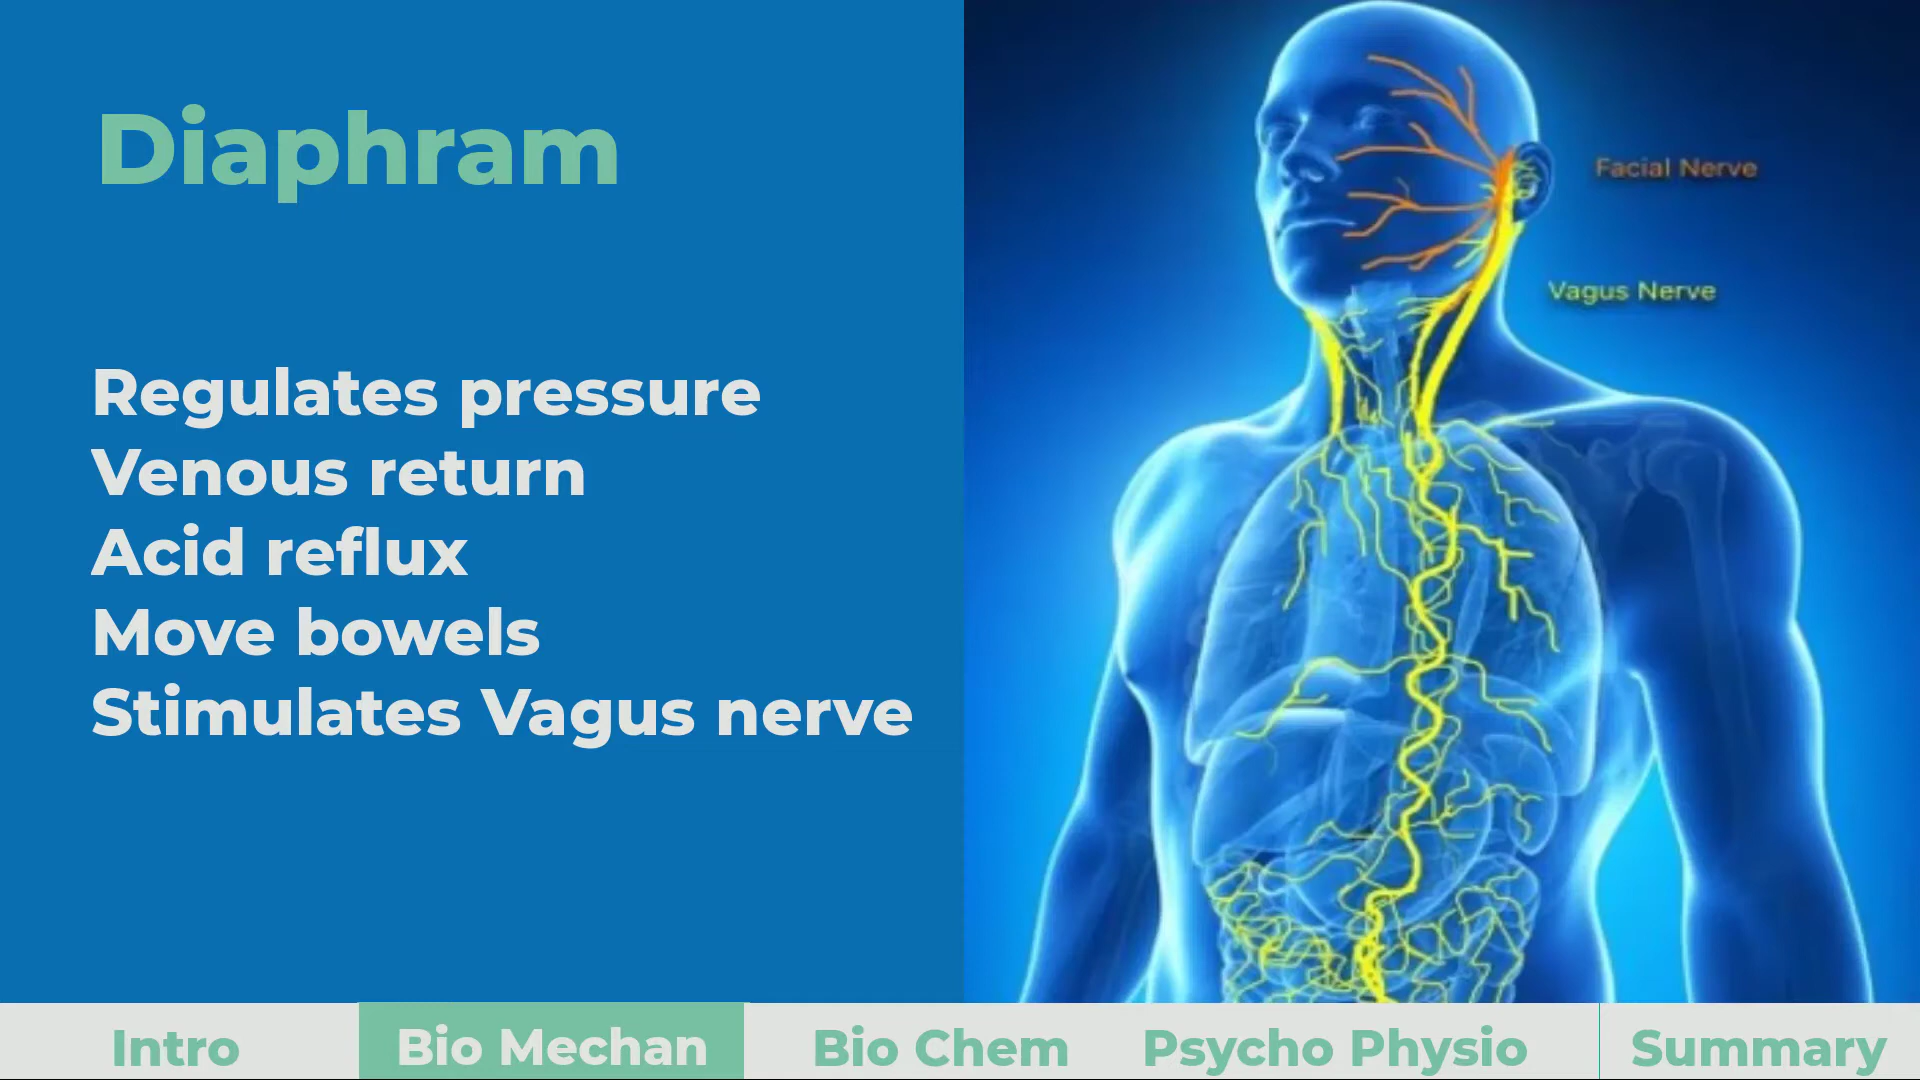 Diaphram
Regulates pressure
Venous return
Acid reflux
Move bowels
Stimulates Vagus nerve
Facial Nerve
Vagus Nerve
Intro
Bio Mechan
Bio Chem
Psycho Physio
Summary